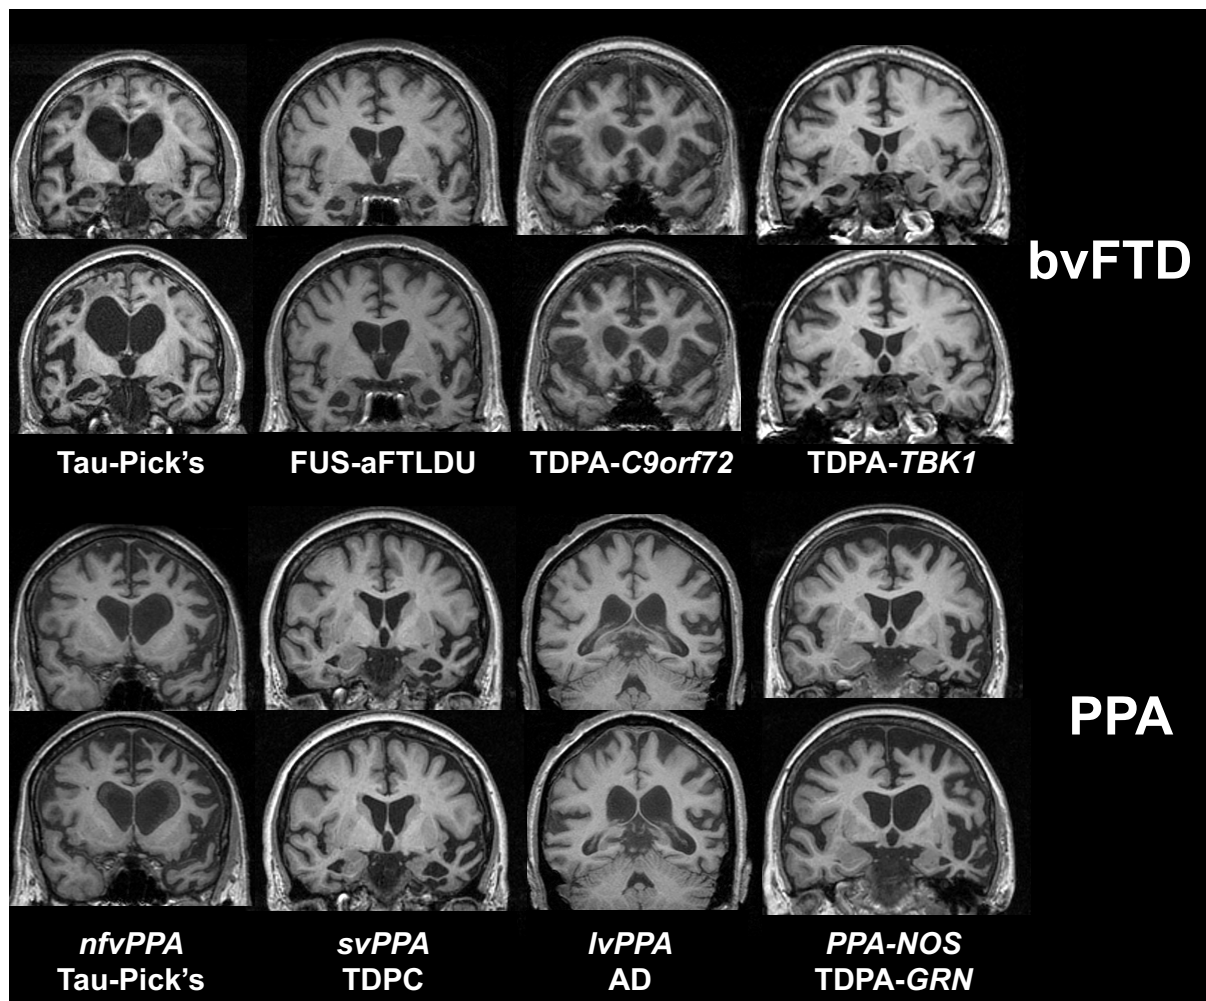 bvFTD
Tau-Pick's FUS-aFTLDU TDPA-C9orf72 TDPA-TBK1
PPA
nfvPPA svPPA lvPPA PPA-NOS
Tau-Pick's TDPC AD TDPA-GRN